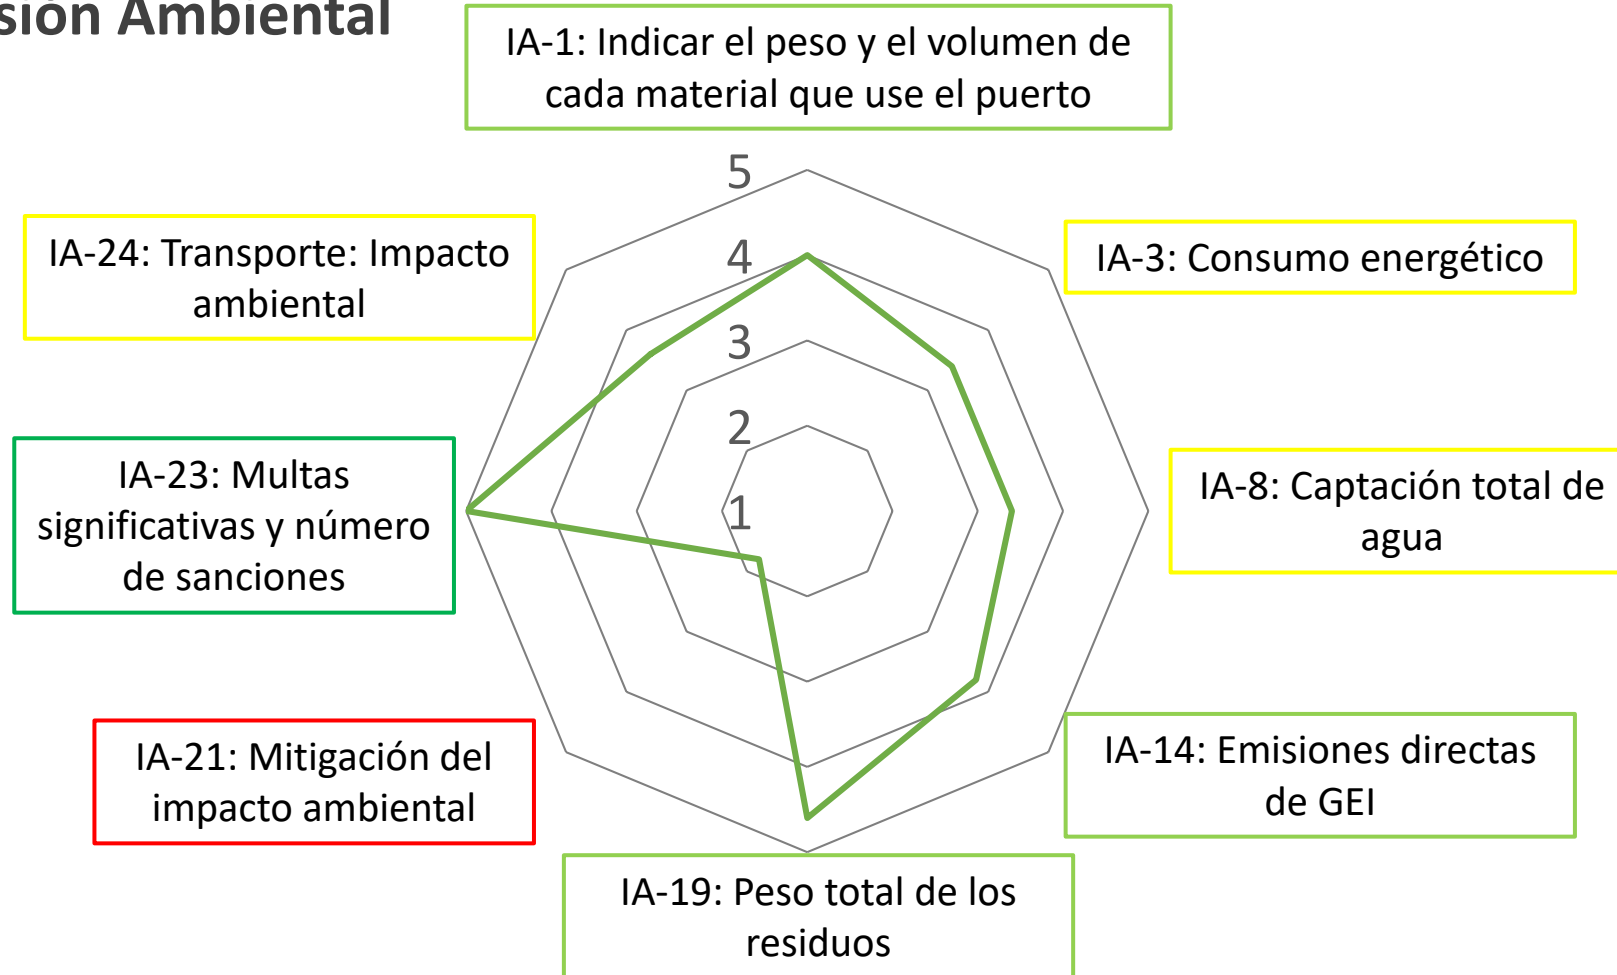 sión Ambiental
IA-1: Indicar el peso y el volumen de
cada material que use el puerto
5
4
3
2
1
IA-24: Transporte: Impacto
ambiental
IA-3: Consumo energético
IA-23: Multas
significativas y número
de sanciones
IA-8: Captación total de
agua
IA-21: Mitigación del
impacto ambiental
IA-14: Emisiones directas
de GEI
IA-19: Peso total de los
residuos